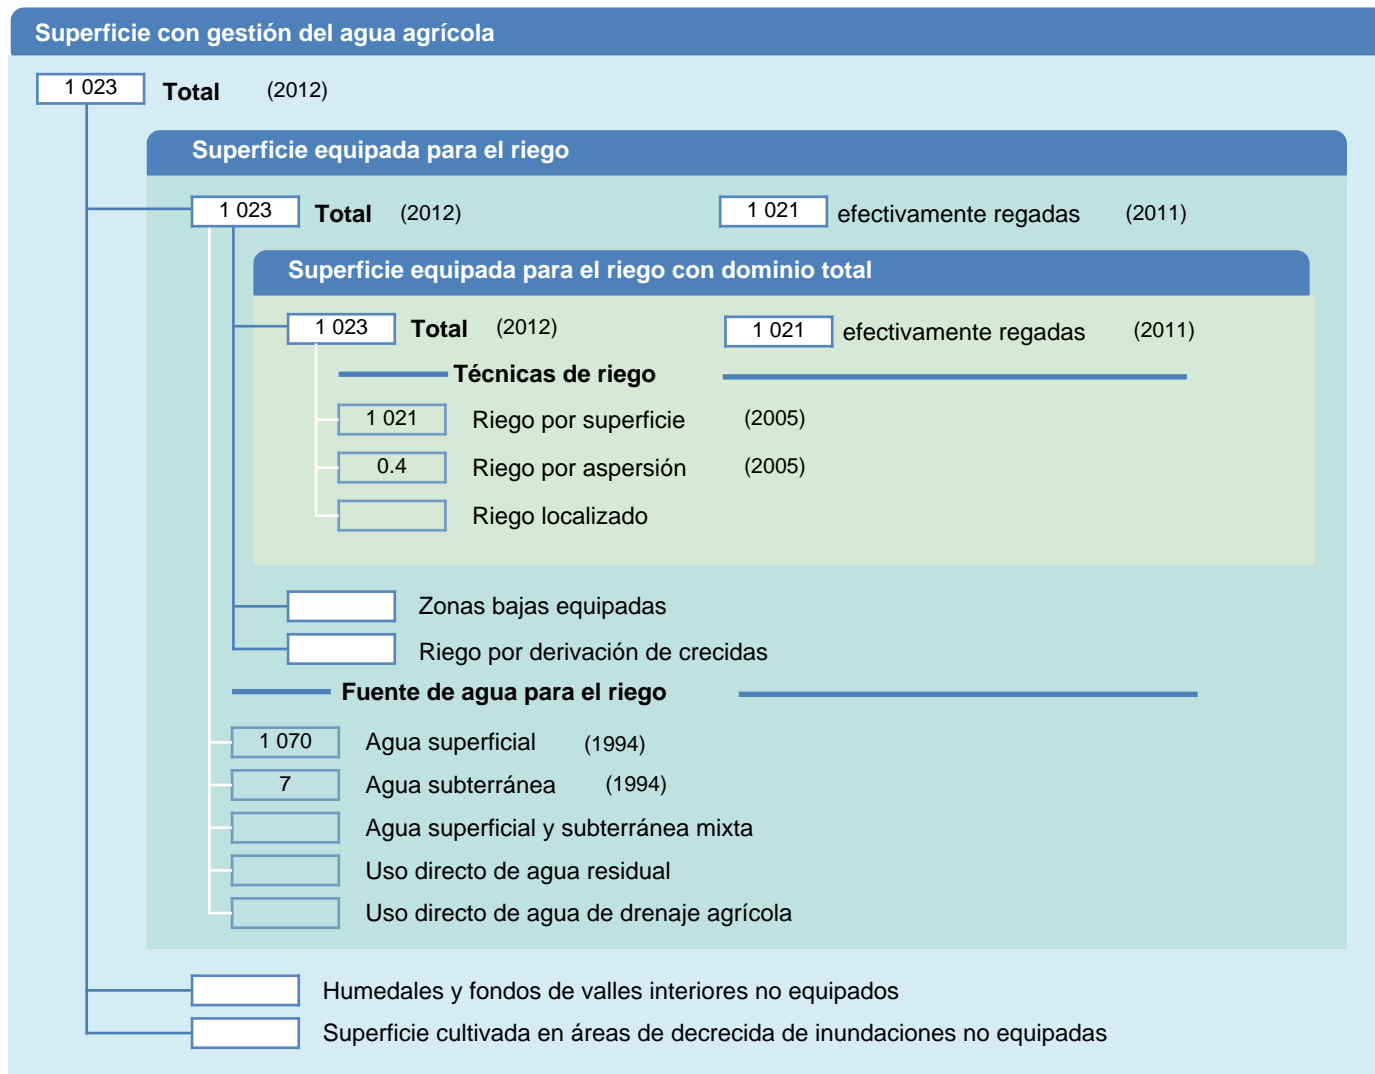 Superficie con gestión del agua agrícola
1 023 Total (2012)
Superficie equipada para el riego
1 023 Total (2012) 1 021 efectivamente regadas (2011)
Superficie equipada para el riego con dominio total
1 023 Total (2012) 1 021 efectivamente regadas (2011)
Técnicas de riego
1 021 Riego por superficie (2005)
0.4 Riego por aspersión (2005)
Riego localizado
Zonas bajas equipadas
Riego por derivación de crecidas
Fuente de agua para el riego
1 070 Agua superficial (1994)
7 Agua subterránea (1994)
Agua superficial y subterránea mixta
Uso directo de agua residual
Uso directo de agua de drenaje agrícola
Humedales y fondos de valles interiores no equipados
Superficie cultivada en áreas de decrecida de inundaciones no equipadas